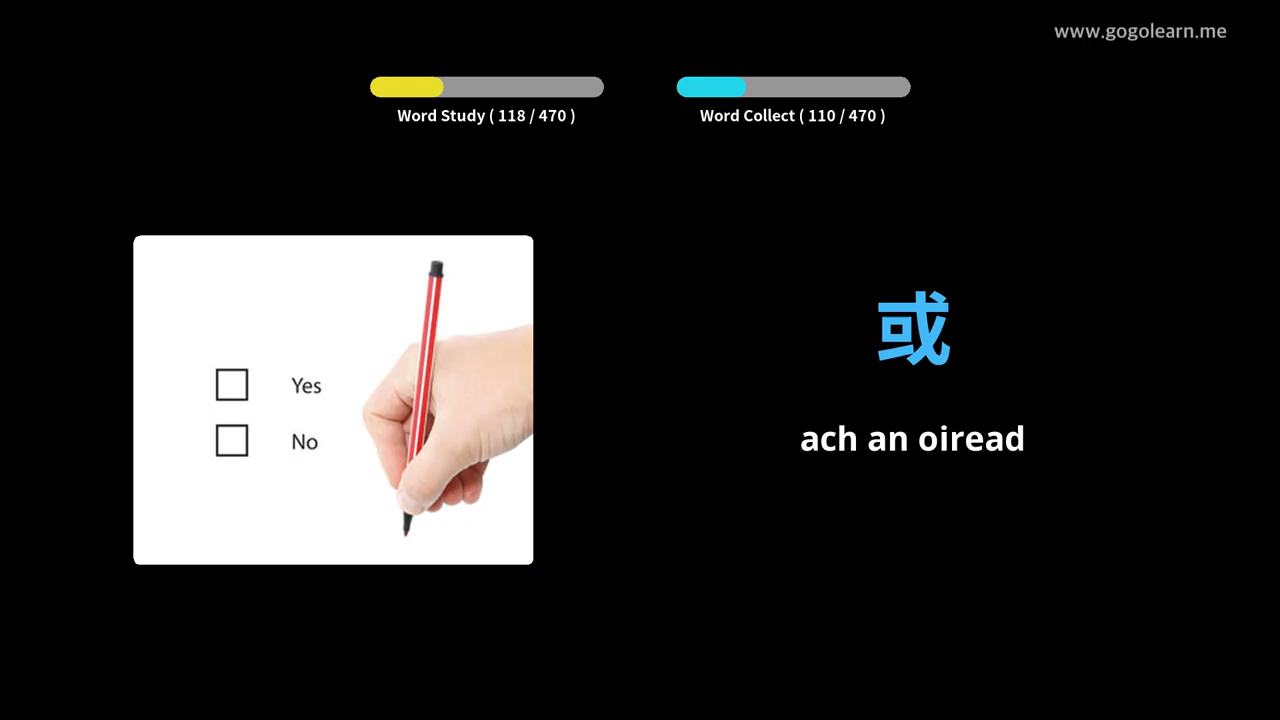 www.gogolearn.me
Word Study ( 118 / 470 )
Word Collect ( 110 / 470 )
Yes
No
或
ach an oiread